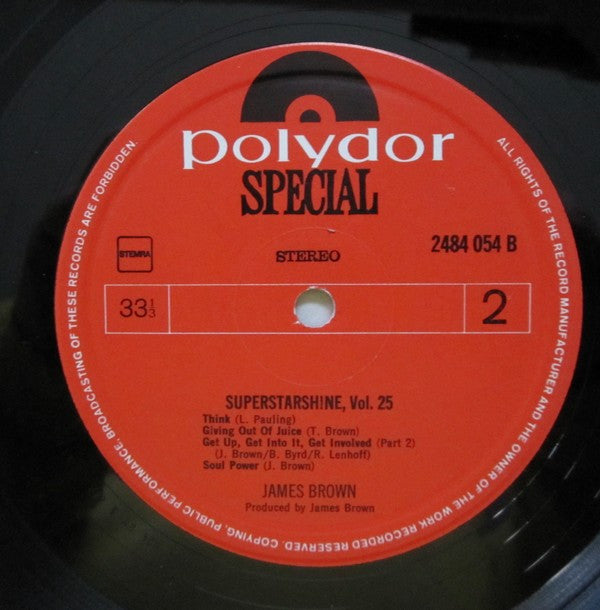 polydor
SPECIAL
STEMRA
STEREO
2484 054 B
33 1/3
2
SUPERSTARSHINE, Vol. 25
Think (L. Pauling)
Giving Out Of Juice (T. Brown)
Get Up, Get Into It, Get Involved (Part 2)
(J. Brown/B. Byrd/R. Lenhoff)
Soul Power (J. Brown)
JAMES BROWN
Produced by James Brown
ALL RIGHTS OF THE RECORD MANUFACTURER AND THE OWNER OF THE WORK RECORDED RESERVED. COPYING, PUBLIC PERFORMANCE, BROADCASTING OF THESE RECORDS ARE FORBIDDEN.